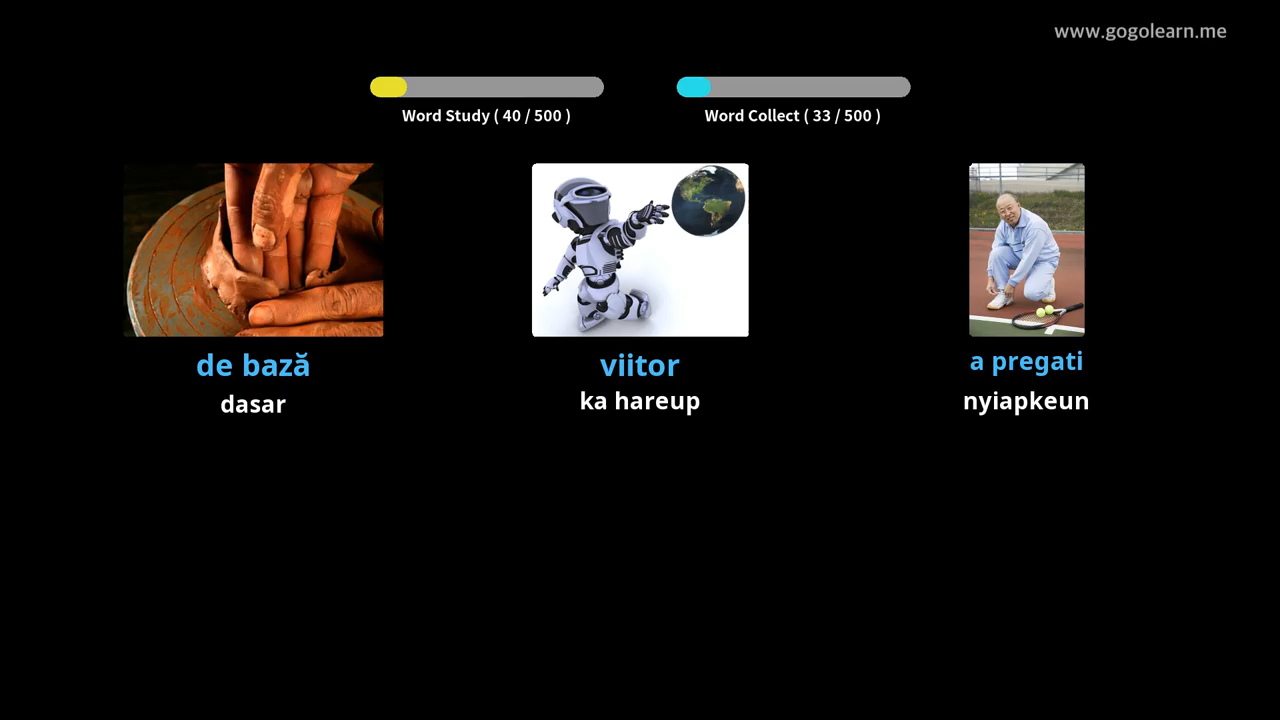 www.gogolearn.me
Word Study ( 40 / 500 )
Word Collect ( 33 / 500 )
de bază
dasar
viitor
ka hareup
a pregati
nyiapkeun